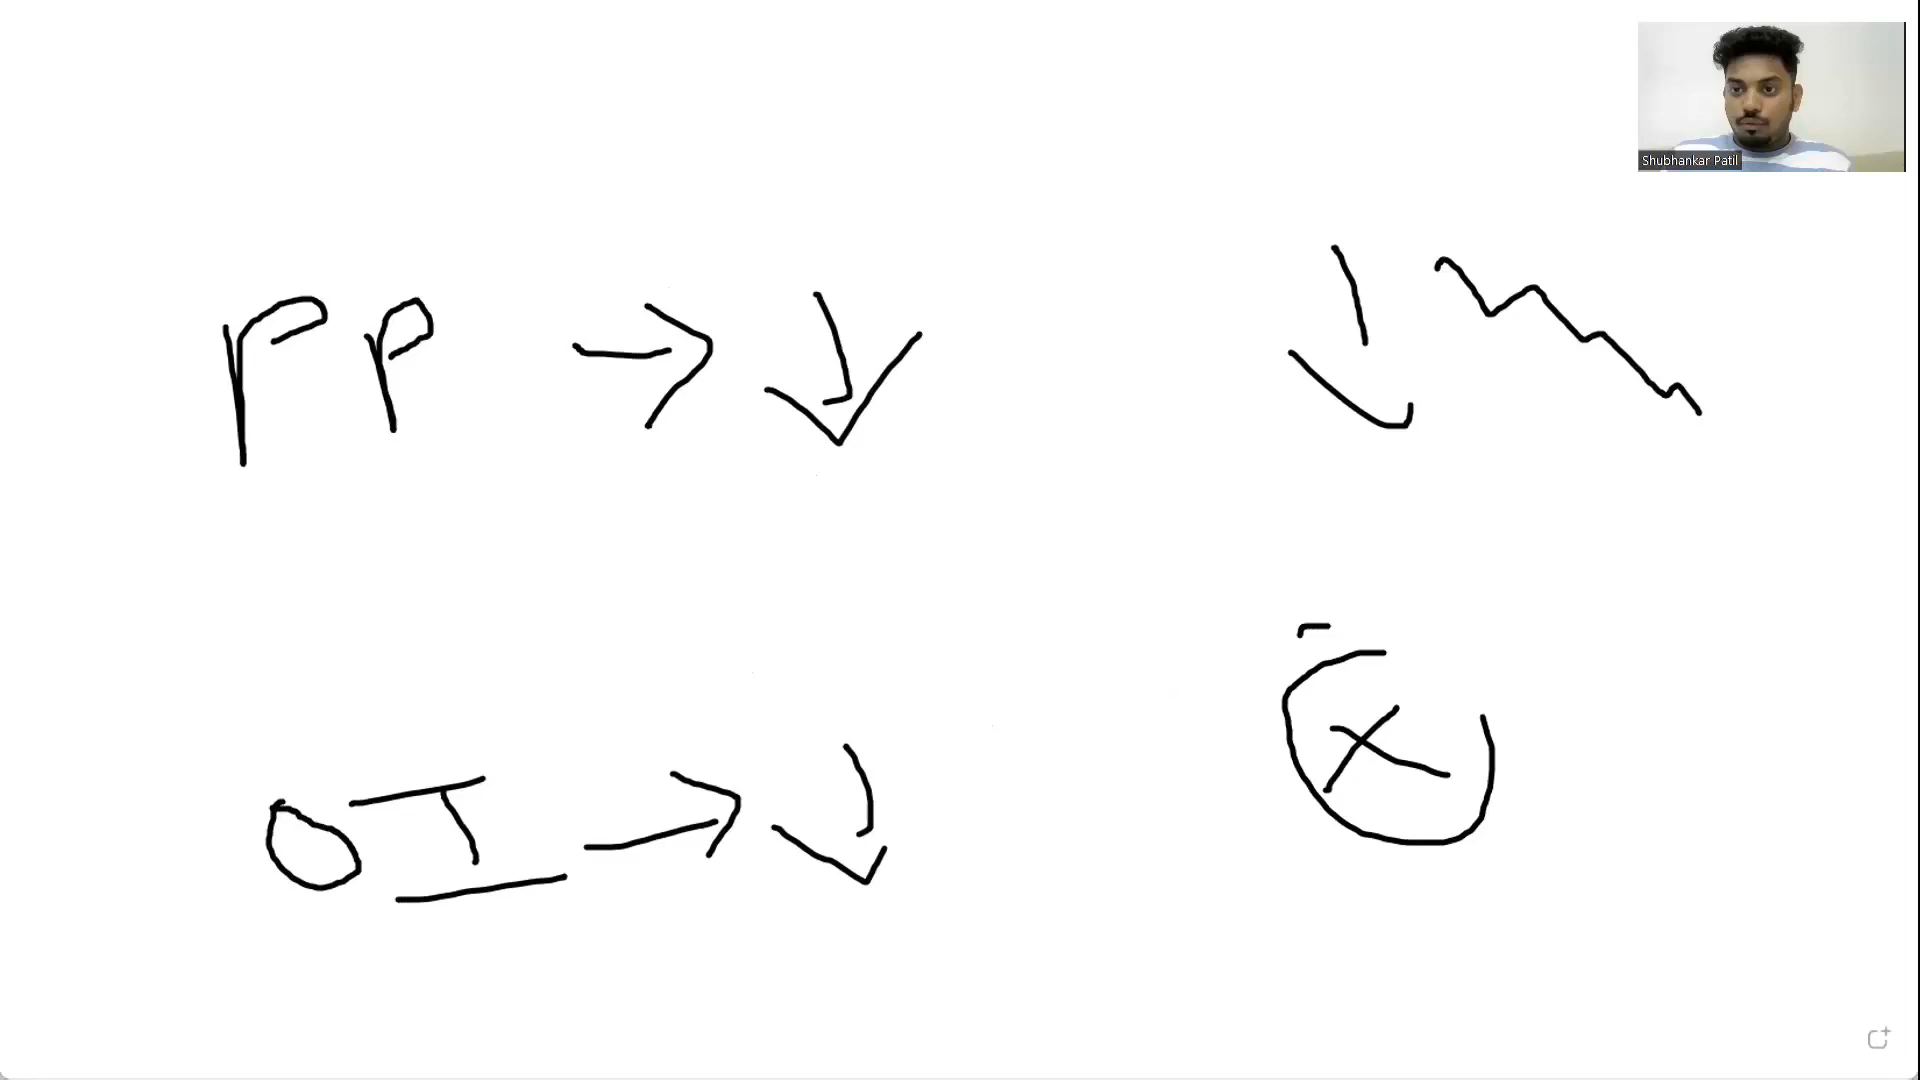 Shubhankar Patil
PP → ↓ ↓
OI → ↓ X